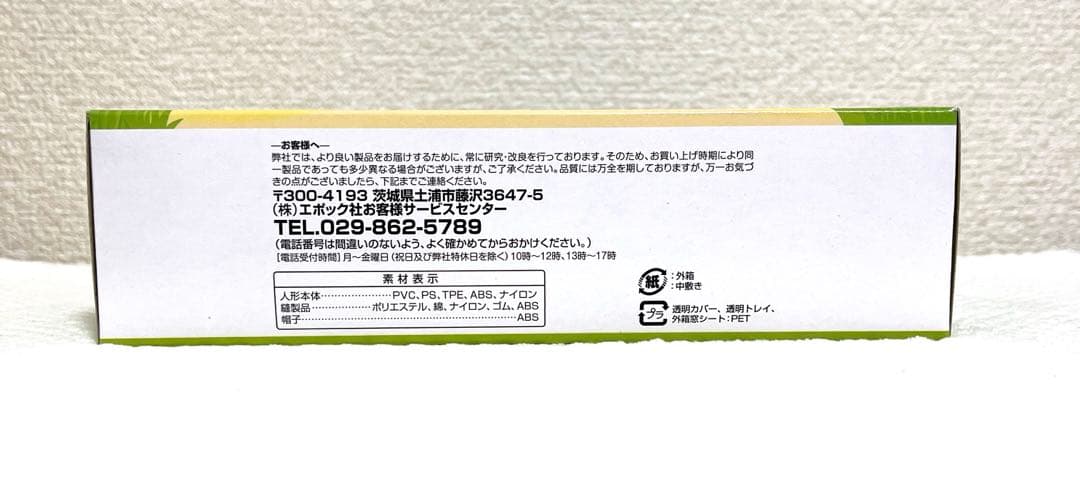 ―お客様へ―
弊社では、より良い製品をお届けするために、常に研究・改良を行っております。そのため、お買い上げ時期により同
一製品であっても多少異なる場合がございますが、ご了承ください。品質には万全を期しておりますが、万一お気づ
きの点がございましたら、下記までご連絡ください。
〒300-4193 茨城県土浦市藤沢3647-5
(株)エポック社お客様サービスセンター
TEL.029-862-5789
(電話番号は間違いのないよう、よく確かめてからおかけください。)
[電話受付時間]月〜金曜日(祝日及び弊社特休日を除く)10時〜12時、13時〜17時
素材表示
人形本体……………………PVC、PS、TPE、ABS、ナイロン
縫製品………………ポリエステル、綿、ナイロン、ゴム、ABS
帽子……………………………………………………………ABS
紙
:外箱
:中敷き
プラ
透明カバー、透明トレイ、
外箱窓シート:PET